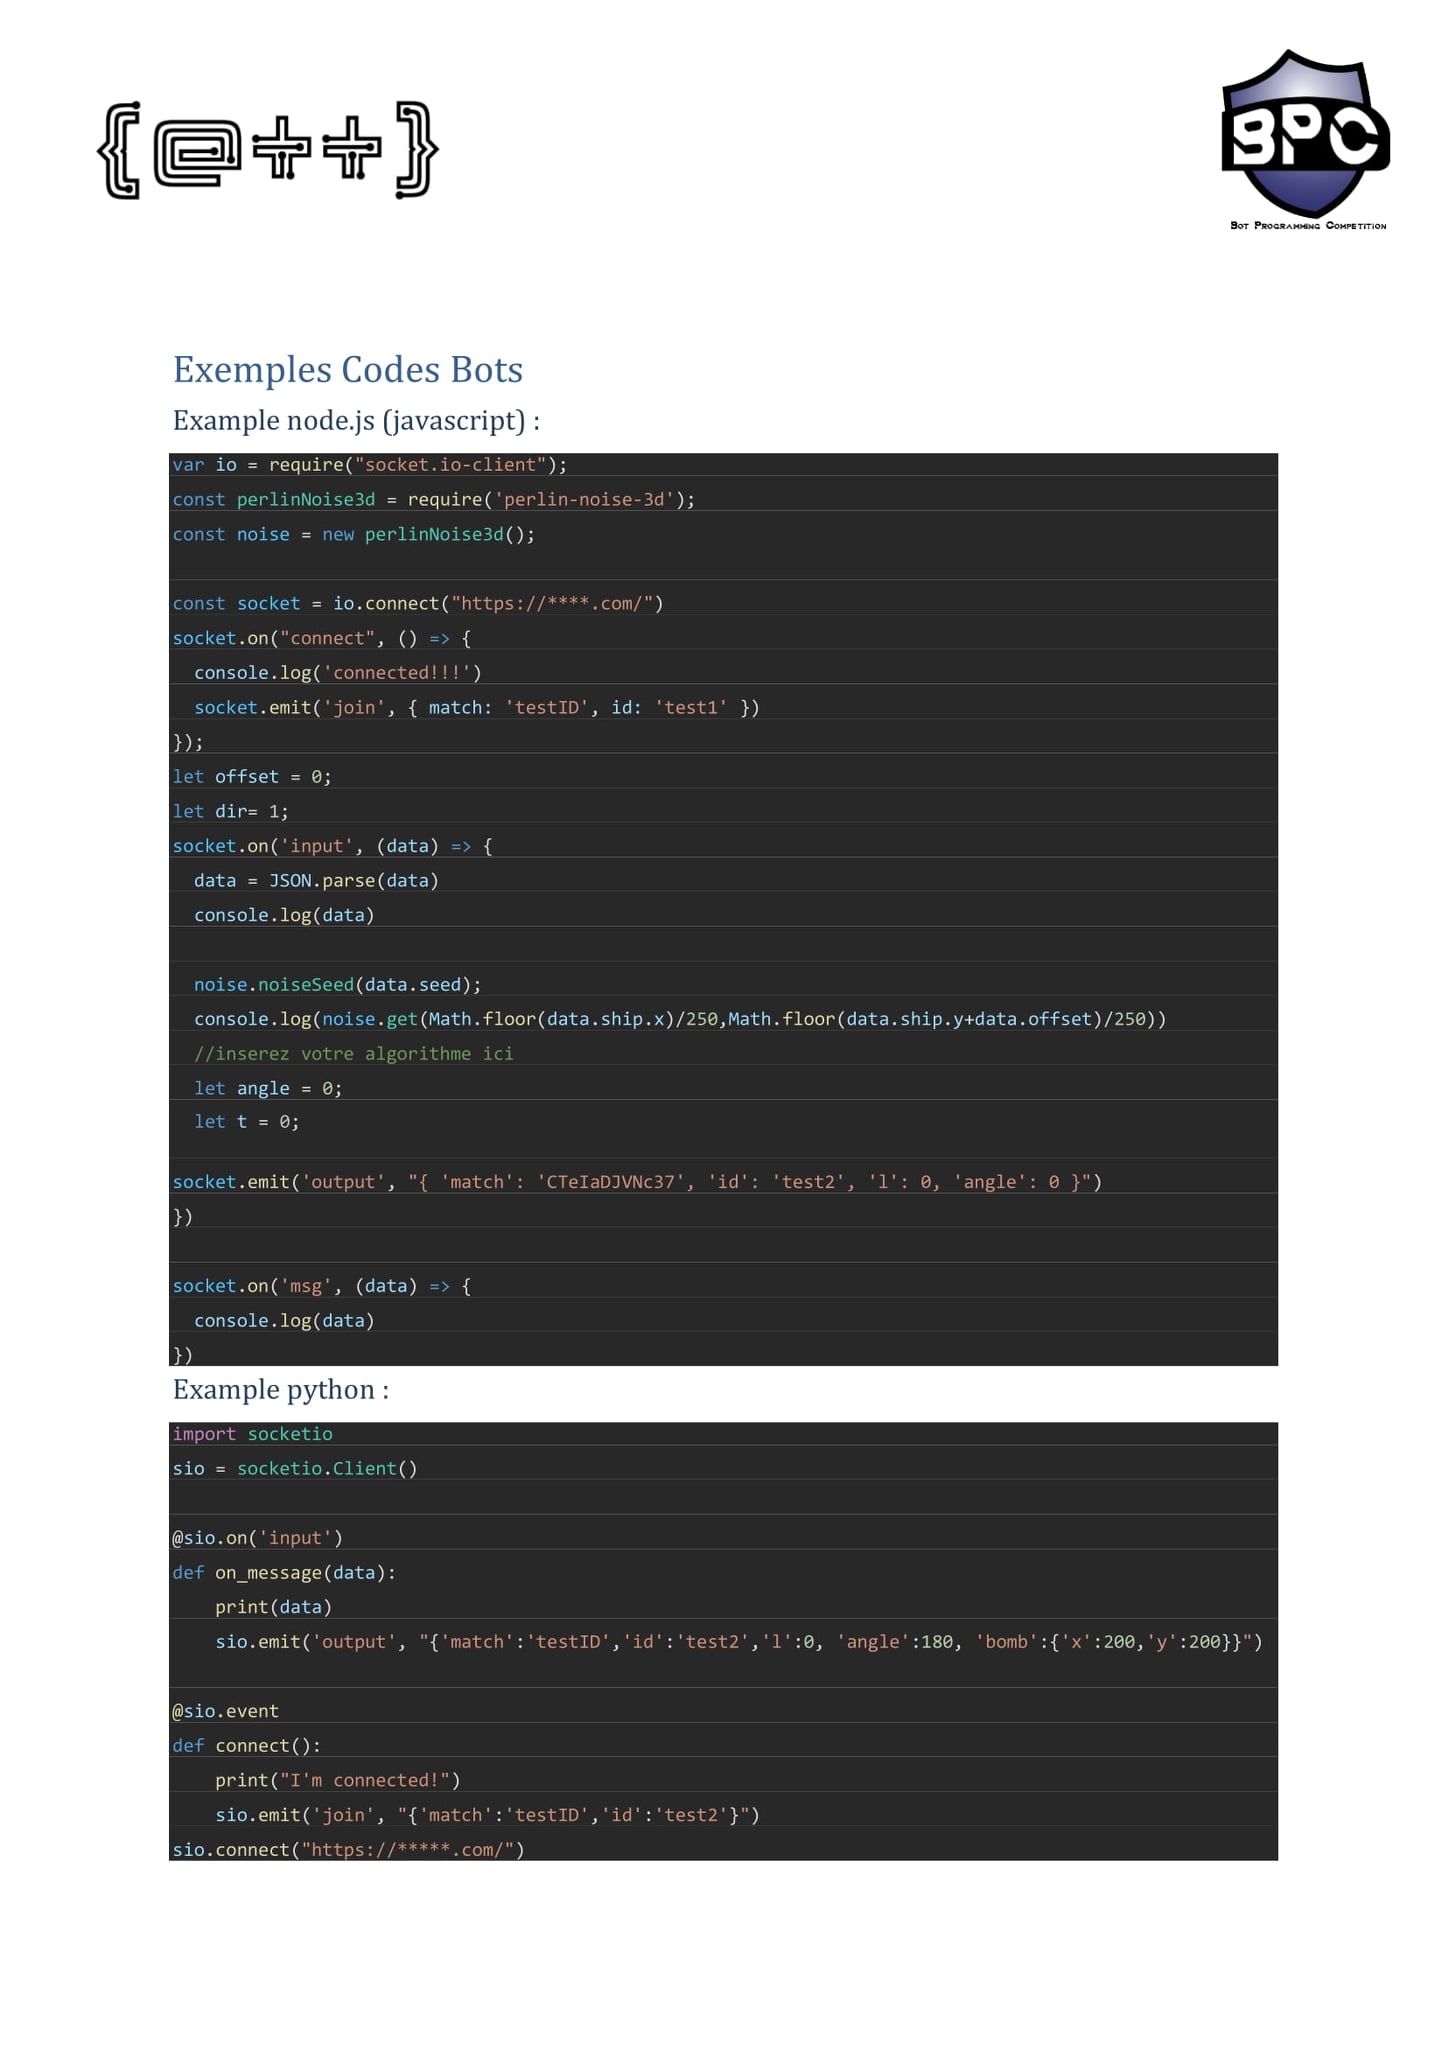 {@++}
BPC
Bot Programming Competition
Exemples Codes Bots
Example node.js (javascript) :
var io = require("socket.io-client");
const perlinNoise3d = require('perlin-noise-3d');
const noise = new perlinNoise3d();
const socket = io.connect("https://****.com/")
socket.on("connect", () => {
  console.log('connected!!!')
  socket.emit('join', { match: 'testID', id: 'test1' })
});
let offset = 0;
let dir= 1;
socket.on('input', (data) => {
  data = JSON.parse(data)
  console.log(data)
  noise.noiseSeed(data.seed);
  console.log(noise.get(Math.floor(data.ship.x)/250,Math.floor(data.ship.y+data.offset)/250))
  //inserez votre algorithme ici
  let angle = 0;
  let t = 0;
socket.emit('output', "{ 'match': 'CTeIaDJVNc37', 'id': 'test2', 'l': 0, 'angle': 0 }")
})
socket.on('msg', (data) => {
  console.log(data)
})
Example python :
import socketio
sio = socketio.Client()
@sio.on('input')
def on_message(data):
    print(data)
    sio.emit('output', "{'match':'testID','id':'test2','l':0, 'angle':180, 'bomb':{'x':200,'y':200}}")
@sio.event
def connect():
    print("I'm connected!")
    sio.emit('join', "{'match':'testID','id':'test2'}")
sio.connect("https://*****.com/")